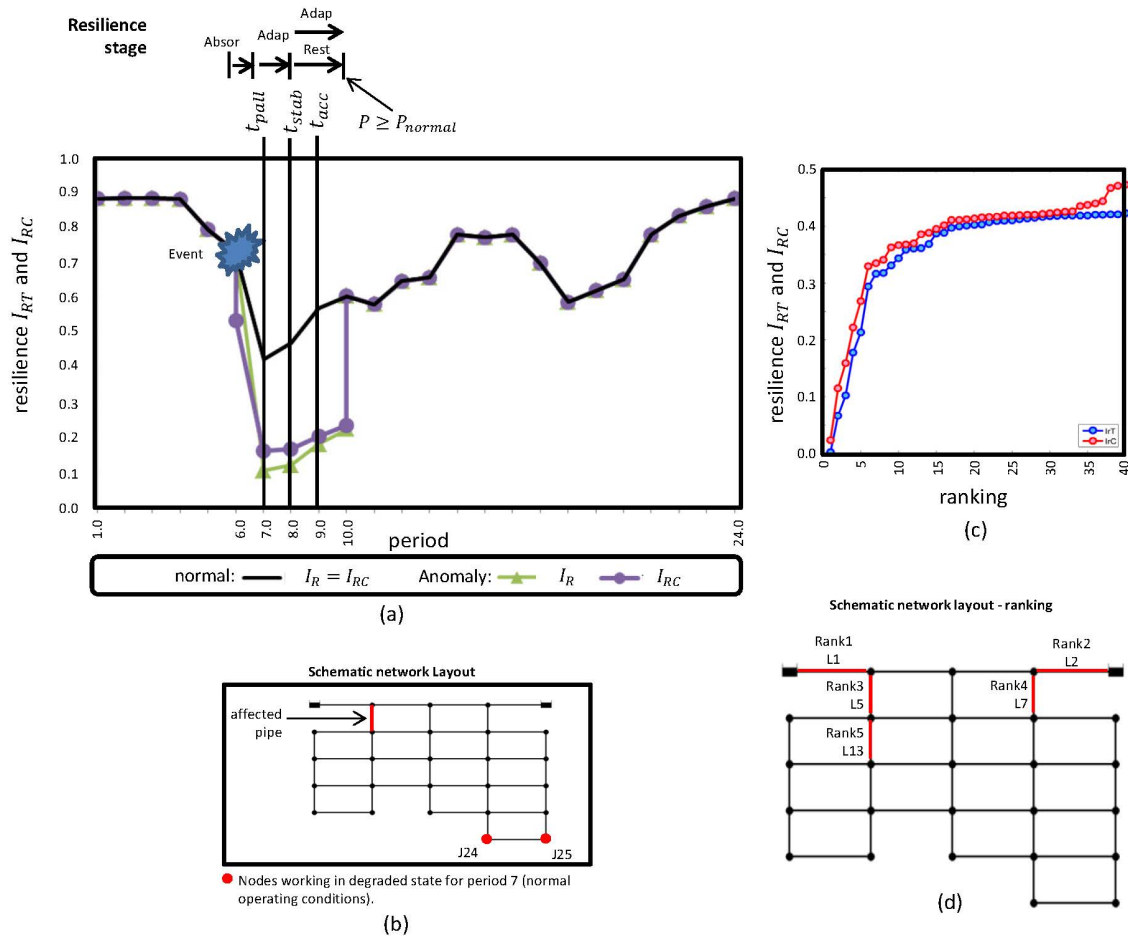 Resilience
stage
Absor
Adap
Adap
Rest
t_pall
t_stab
t_acc
P ≥ P_normal
resilience I_RT and I_RC
1.0
0.9
0.8
0.7
0.6
0.5
0.4
0.3
0.2
0.1
0.0
Event
1.0
6.0
7.0
8.0
9.0
10.0
24.0
period
normal: I_R = I_RC Anomaly: I_R I_RC
(a)
resilience I_RT and I_RC
0.5
0.4
0.3
0.2
0.1
0.0
IrT
IrC
0
5
10
15
20
25
30
33
40
ranking
(c)
Schematic network Layout
affected
pipe
J24
J25
Nodes working in degraded state for period 7 (normal
operating conditions).
(b)
Schematic network layout - ranking
Rank1
L1
Rank2
L2
Rank3
L5
Rank4
L7
Rank5
L13
(d)